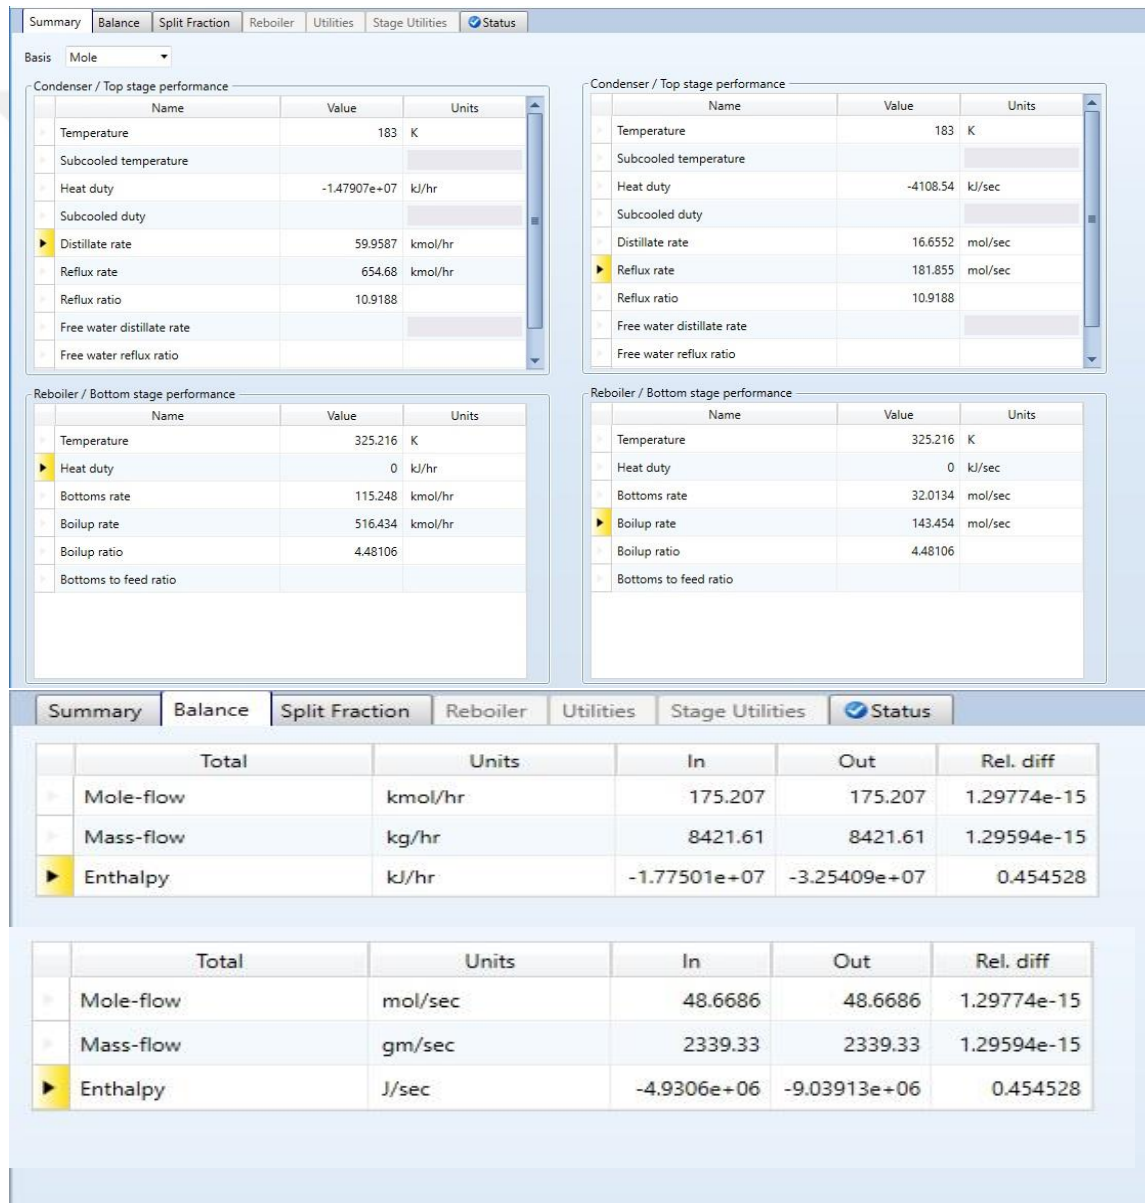 Summary Balance Split Fraction Reboiler Utilities Stage Utilities Status
Basis Mole
Condenser / Top stage performance
Name Value Units
Temperature 183 K
Subcooled temperature
Heat duty -1.47907e+07 kJ/hr
Subcooled duty
Distillate rate 59.9587 kmol/hr
Reflux rate 654.68 kmol/hr
Reflux ratio 10.9188
Free water distillate rate
Free water reflux ratio
Condenser / Top stage performance
Name Value Units
Temperature 183 K
Subcooled temperature
Heat duty -4108.54 kJ/sec
Subcooled duty
Distillate rate 16.6552 mol/sec
Reflux rate 181.855 mol/sec
Reflux ratio 10.9188
Free water distillate rate
Free water reflux ratio
Reboiler / Bottom stage performance
Name Value Units
Temperature 325.216 K
Heat duty 0 kJ/hr
Bottoms rate 115.248 kmol/hr
Boilup rate 516.434 kmol/hr
Boilup ratio 4.48106
Bottoms to feed ratio
Reboiler / Bottom stage performance
Name Value Units
Temperature 325.216 K
Heat duty 0 kJ/sec
Bottoms rate 32.0134 mol/sec
Boilup rate 143.454 mol/sec
Boilup ratio 4.48106
Bottoms to feed ratio
Summary Balance Split Fraction Reboiler Utilities Stage Utilities Status
Total Units In Out Rel. diff
Mole-flow kmol/hr 175.207 175.207 1.29774e-15
Mass-flow kg/hr 8421.61 8421.61 1.29594e-15
Enthalpy kJ/hr -1.77501e+07 -3.25409e+07 0.454528
Total Units In Out Rel. diff
Mole-flow mol/sec 48.6686 48.6686 1.29774e-15
Mass-flow gm/sec 2339.33 2339.33 1.29594e-15
Enthalpy J/sec -4.9306e+06 -9.03913e+06 0.454528